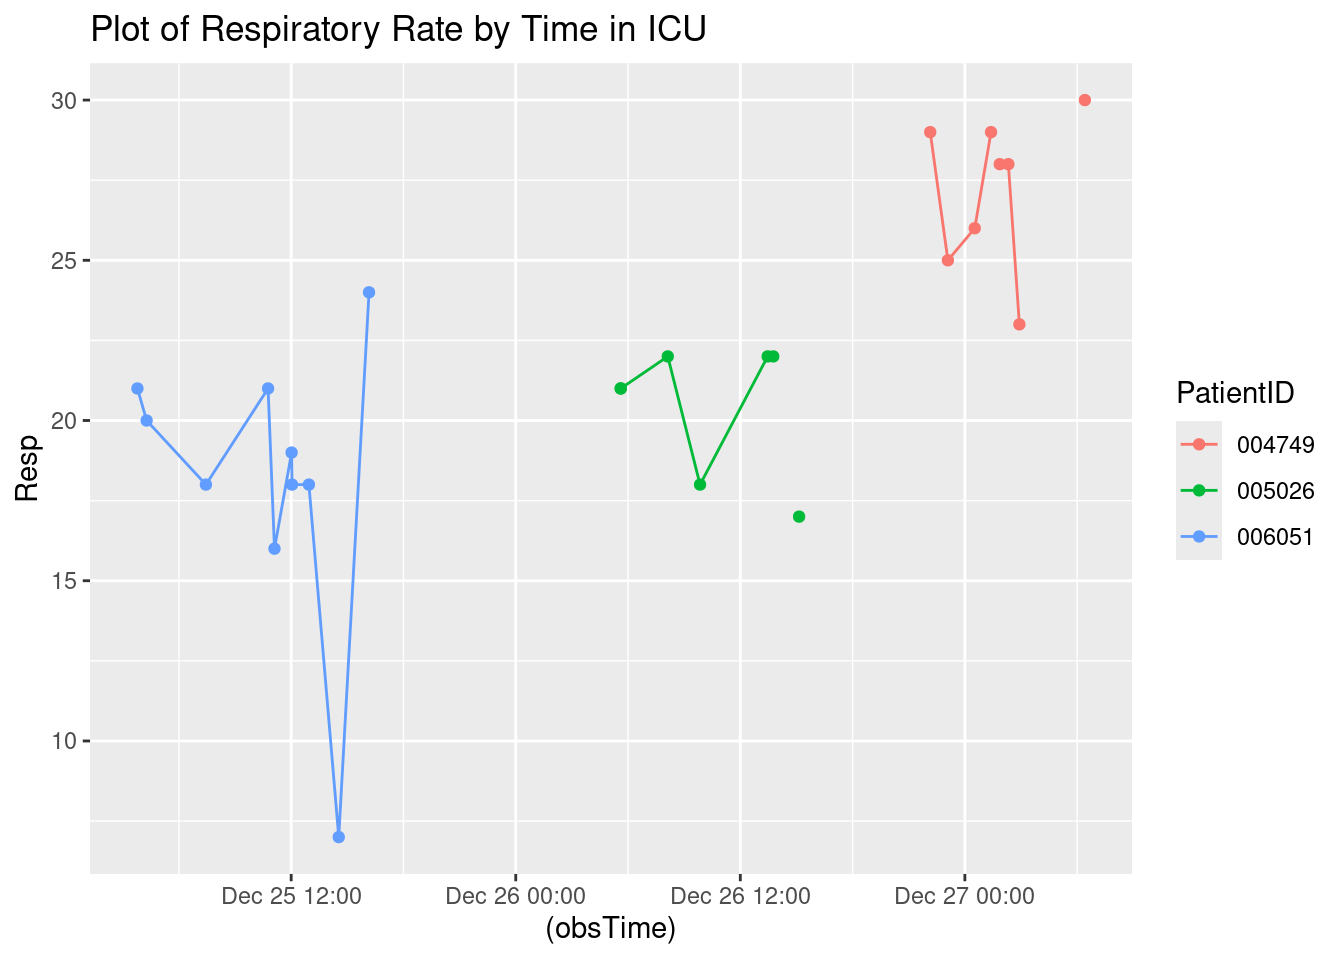 Plot of Respiratory Rate by Time in ICU
30
25
20
15
10
Resp
Dec 25 12:00
Dec 26 00:00
Dec 26 12:00
Dec 27 00:00
(obsTime)
PatientID
004749
005026
006051